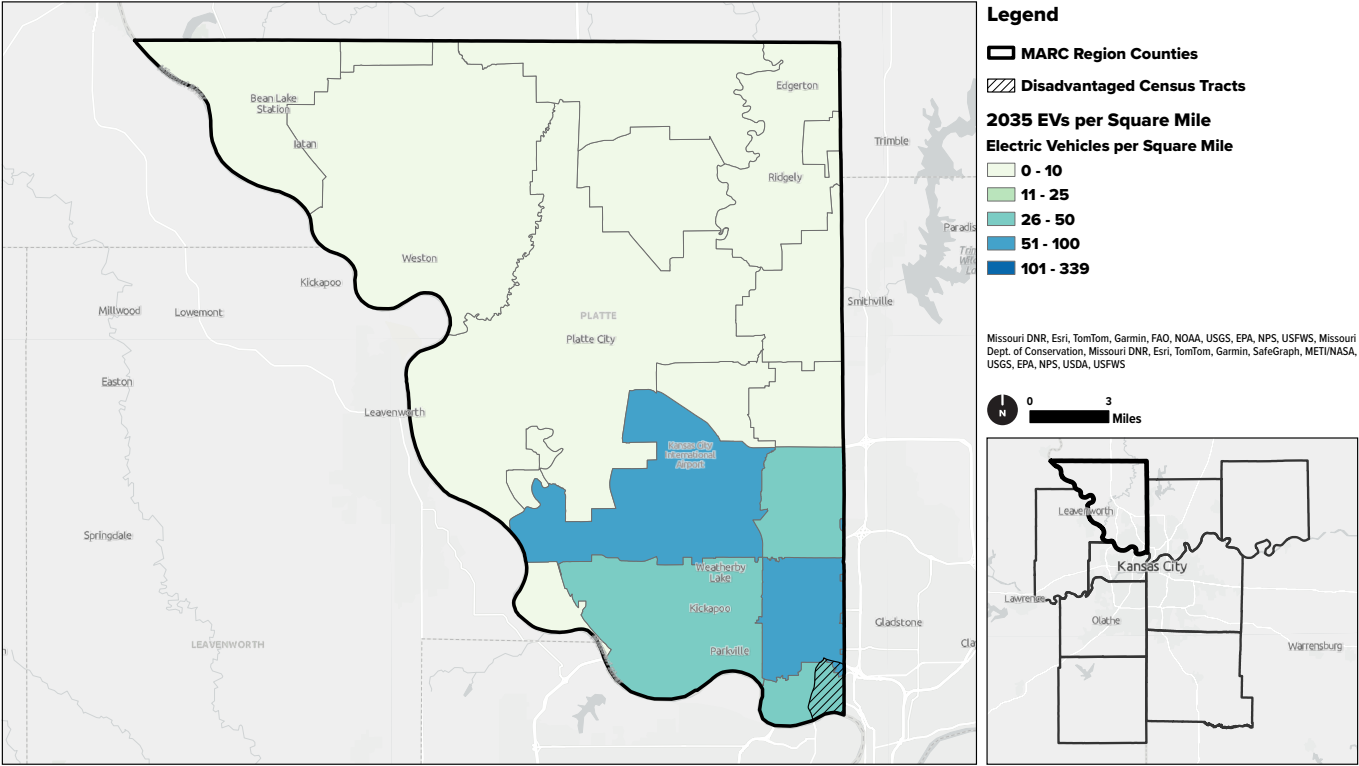 Bean Lake
Station
Iatan
Edgerton
Trimble
Ridgely
Paradis
Weston
Kickapoo
Millwood
Lowemont
Smithville
PLATTE
Platte City
Easton
Leavenworth
Kansas City
International
Airport
Springdale
Weatherby
Lake
Kickapoo
Gladstone
LEAVENWORTH
Parkville
Cla
Legend
MARC Region Counties
Disadvantaged Census Tracts
2035 EVs per Square Mile
Electric Vehicles per Square Mile
0 - 10
11 - 25
26 - 50
51 - 100
101 - 339
Missouri DNR, Esri, TomTom, Garmin, FAO, NOAA, USGS, EPA, NPS, USFWS, Missouri
Dept. of Conservation, Missouri DNR, Esri, TomTom, Garmin, SafeGraph, METI/NASA,
USGS, EPA, NPS, USDA, USFWS
N
0 3
Miles
Leavenworth
Kansas City
Lawrence
Olathe
Warrensburg